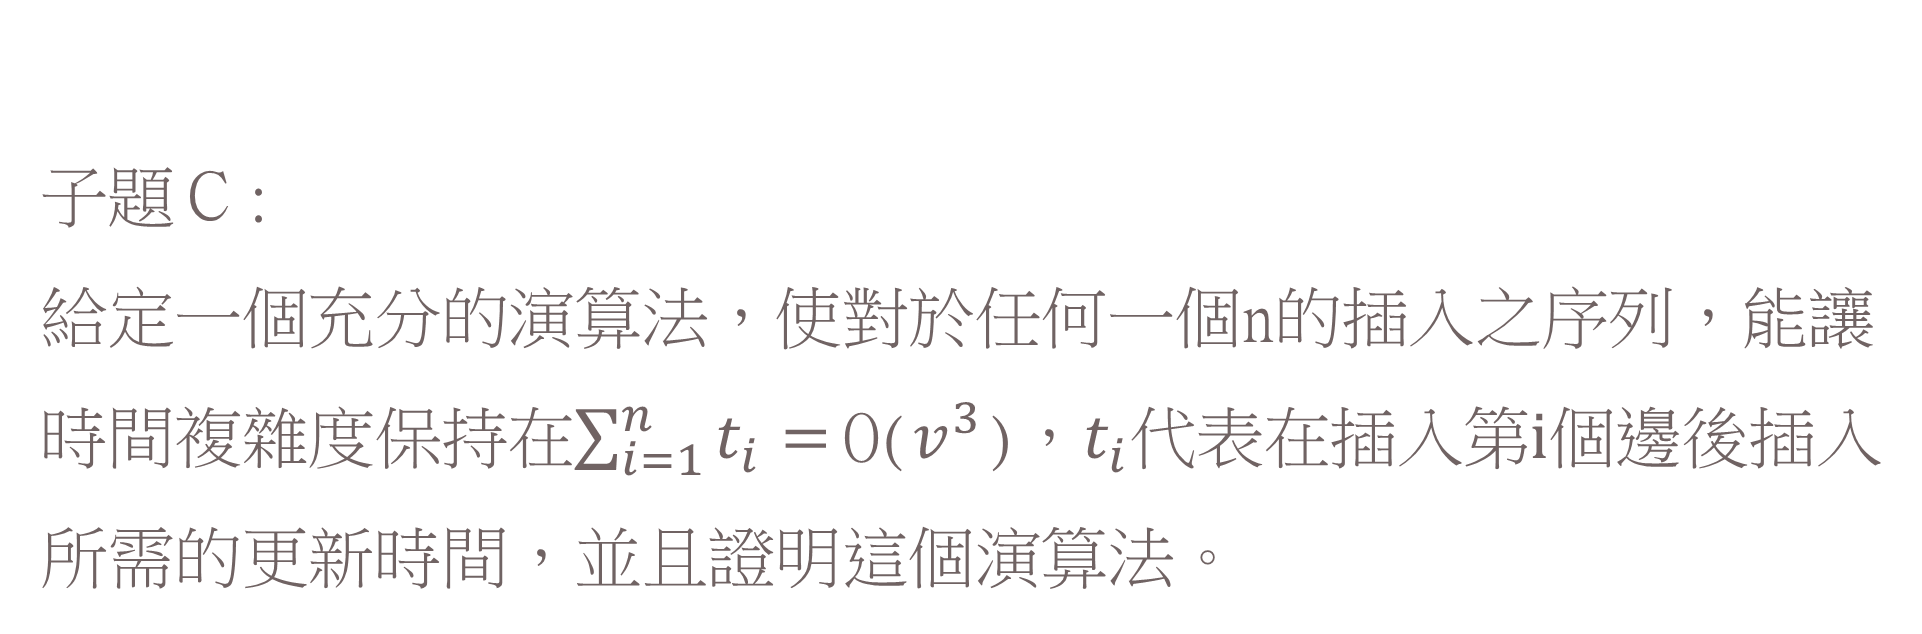 子題C：
給定一個充分的演算法，使對於任何一個n的插入之序列，能讓
時間複雜度保持在∑ⁿᵢ₌₁ tᵢ = O(v³)，tᵢ代表在插入第i個邊後插入
所需的更新時間，並且證明這個演算法。